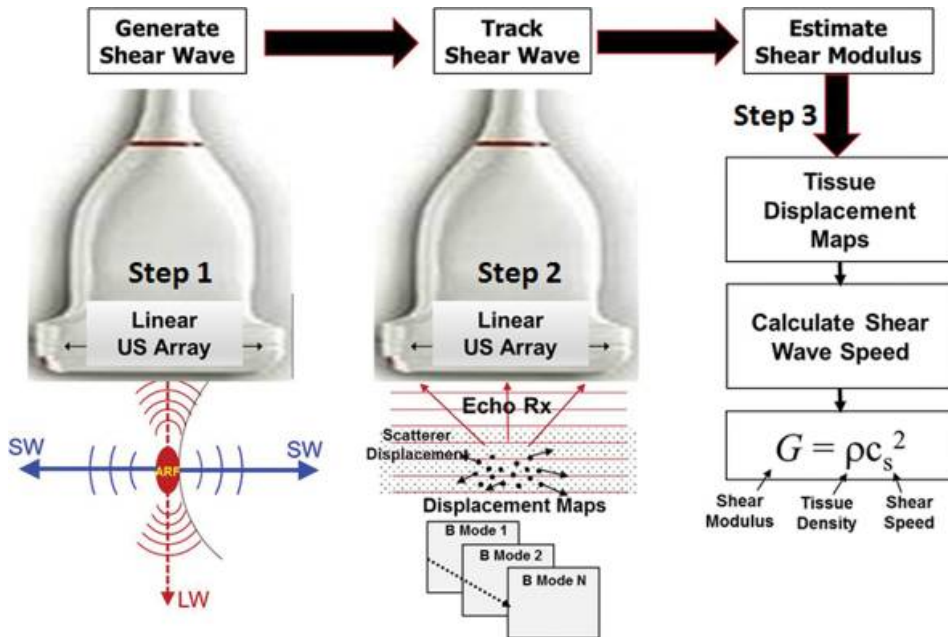 Generate
Shear Wave
Track
Shear Wave
Estimate
Shear Modulus
Step 1
Linear
US Array
SW
SW
ARF
LW
Step 2
Linear
US Array
Echo Rx
Scatterer
Displacement
Displacement Maps
B Mode 1
B Mode 2
B Mode N
Step 3
Tissue
Displacement
Maps
Calculate Shear
Wave Speed
G = ρcₛ²
Shear
Modulus
Tissue
Density
Shear
Speed